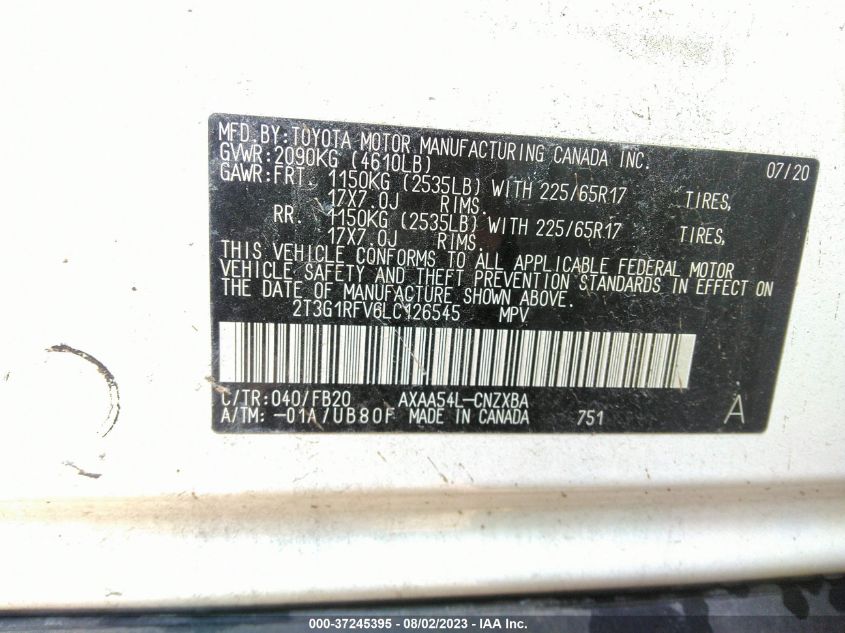 MFD.BY:TOYOTA MOTOR MANUFACTURING CANADA INC. 07/20
GVWR:2090KG (4610LB)
GAWR:FRT. 1150KG (2535LB) WITH 225/65R17 TIRES,
17X7.0J RIMS.
RR. 1150KG (2535LB) WITH 225/65R17 TIRES,
17X7.0J RIMS.
THIS VEHICLE CONFORMS TO ALL APPLICABLE FEDERAL MOTOR
VEHICLE SAFETY AND THEFT PREVENTION STANDARDS IN EFFECT ON
THE DATE OF MANUFACTURE SHOWN ABOVE.
2T3G1RFV6LC126545 MPV
C/TR:040/FB20 AXAA54L-CNZXBA
A/TM:-01A/UB80F MADE IN CANADA 751 A
000-37245395 - 08/02/2023 - IAA Inc.